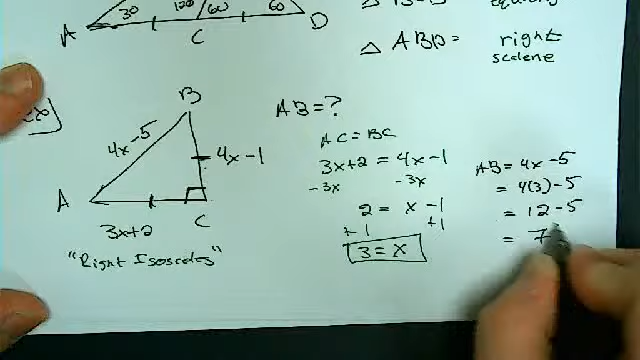 30 120 60 60
A C D
△ ABD = right
scalene
B
AB = ?
4x-5
4x-1
A
C
3x+2
"Right Isosceles"
AC = BC
3x+2 = 4x-1
-3x -3x
2 = x-1
+1 +1
3 = x
AB = 4x-5
= 4(3)-5
= 12-5
= 7